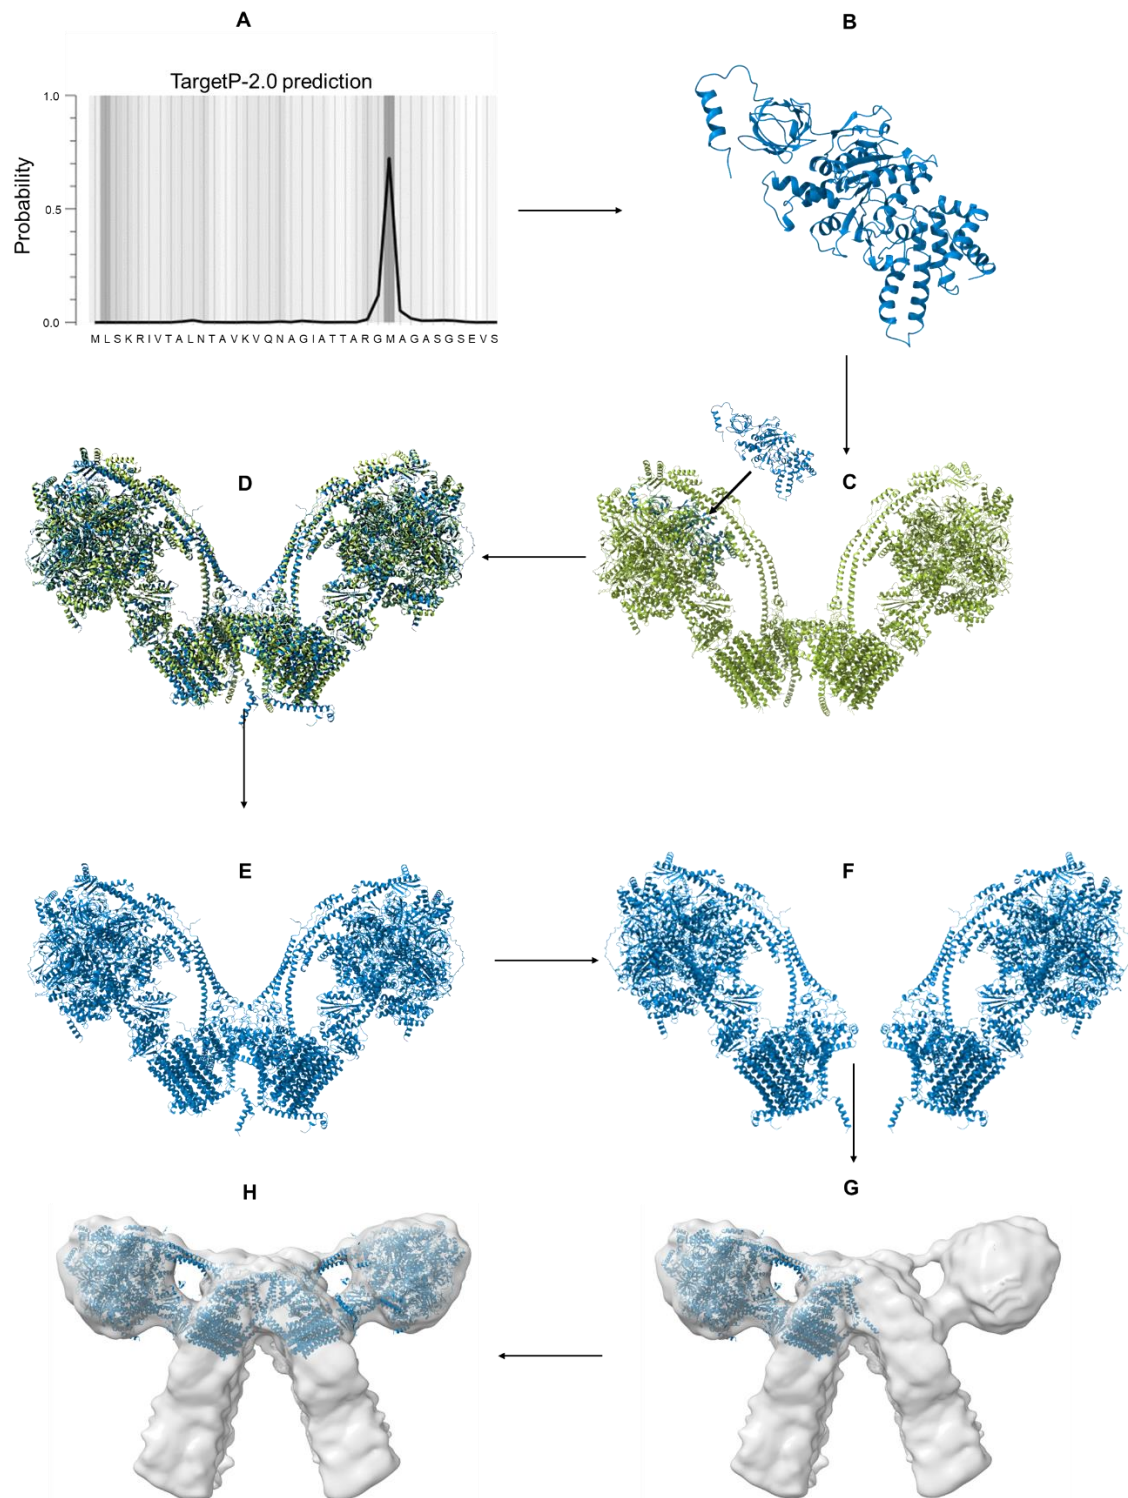 A
B
TargetP-2.0 prediction
1.0
Probability
0.5
0.0
M L S K R I V T A L N T A V K V Q N A G I A T T A R G M A G A S G S E V S
D
C
E
F
H
G